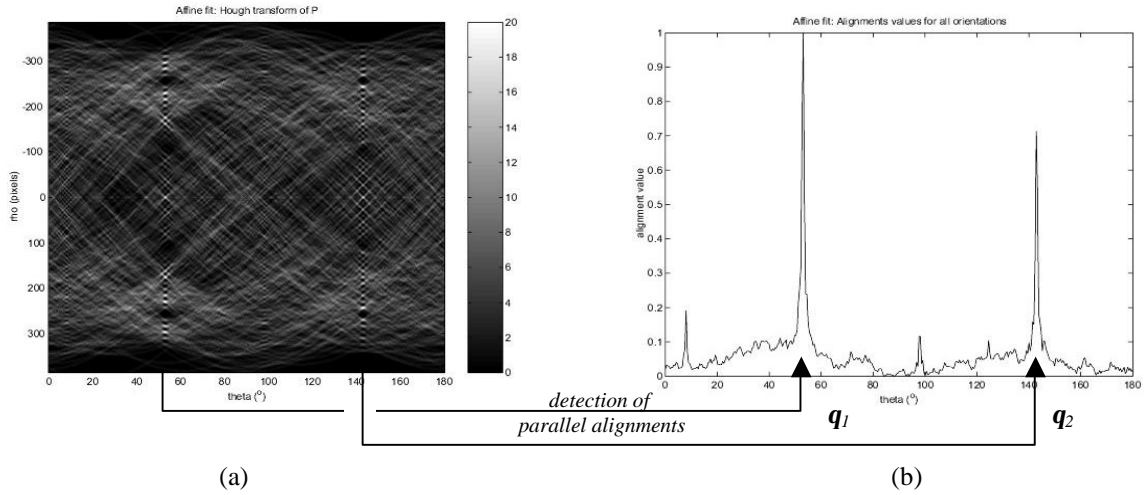 Affine fit: Hough transform of P
-300
-200
-100
0
100
200
300
rho (pixels)
0 20 40 60 80 100 120 140 160 180
theta (°)
20
18
16
14
12
10
8
6
4
2
0
Affine fit: Alignments values for all orientations
1
0.9
0.8
0.7
0.6
0.5
0.4
0.3
0.2
0.1
0
alignment value
0 20 40 60 80 100 120 140 160 180
theta (°)
detection of
parallel alignments
q1
q2
(a)
(b)